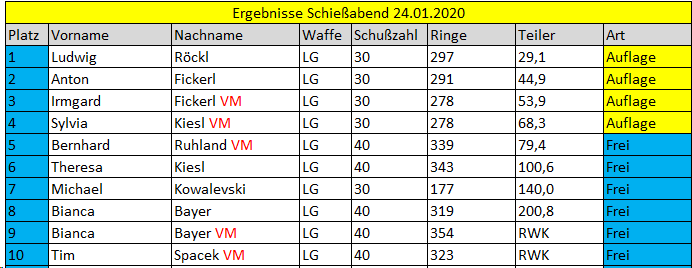 Ergebnisse Schießabend 24.01.2020
Platz Vorname Nachname Waffe Schußzahl Ringe Teiler Art
1 Ludwig Röckl LG 30 297 29,1 Auflage
2 Anton Fickerl LG 30 291 44,9 Auflage
3 Irmgard Fickerl VM LG 30 278 53,9 Auflage
4 Sylvia Kiesl VM LG 30 278 68,3 Auflage
5 Bernhard Ruhland VM LG 40 339 79,4 Frei
6 Theresa Kiesl LG 40 343 100,6 Frei
7 Michael Kowalevski LG 30 177 140,0 Frei
8 Bianca Bayer LG 40 319 200,8 Frei
9 Bianca Bayer VM LG 40 354 RWK Frei
10 Tim Spacek VM LG 40 323 RWK Frei